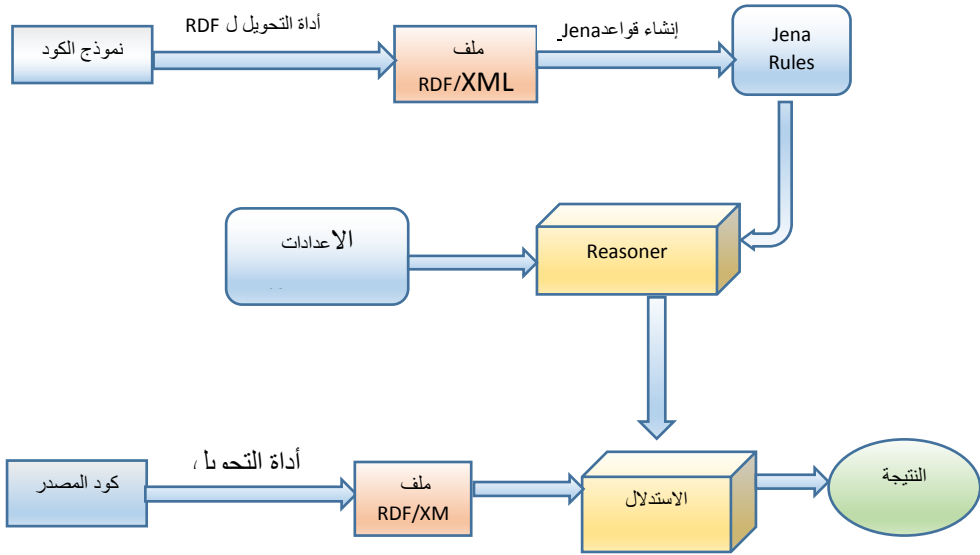 نموذج الكود
أداة التحويل ل RDF
ملف
RDF/XML
إنشاء قواعدJena
Jena
Rules
الاعدادات
Reasoner
كود المصدر
أداة التحويل
ملف
RDF/XM
الاستدلال
النتيجة